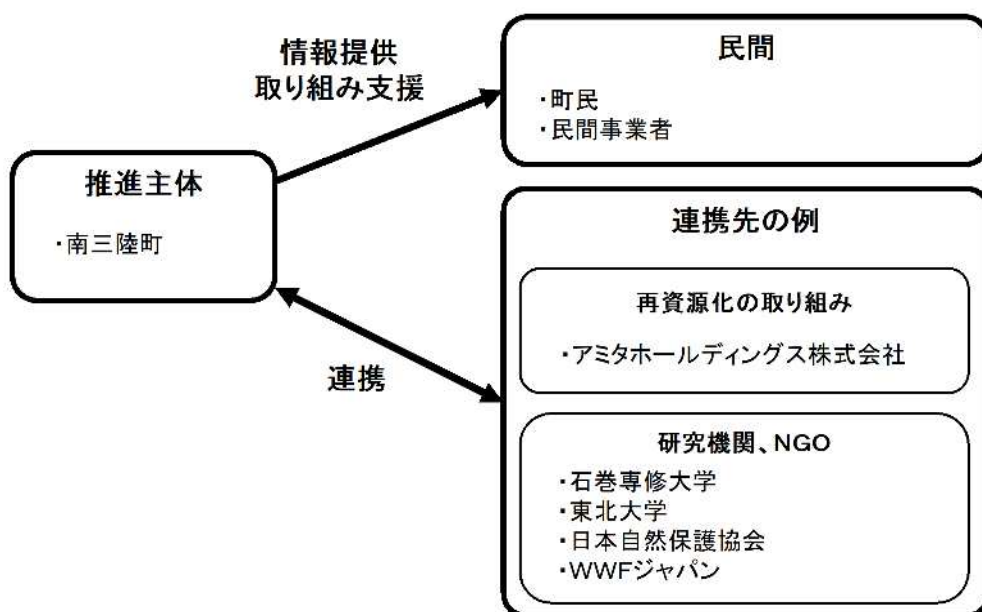 情報提供
取り組み支援
民間
・町民
・民間事業者
推進主体
・南三陸町
連携
連携先の例
再資源化の取り組み
・アミタホールディングス株式会社
研究機関、NGO
・石巻専修大学
・東北大学
・日本自然保護協会
・WWFジャパン